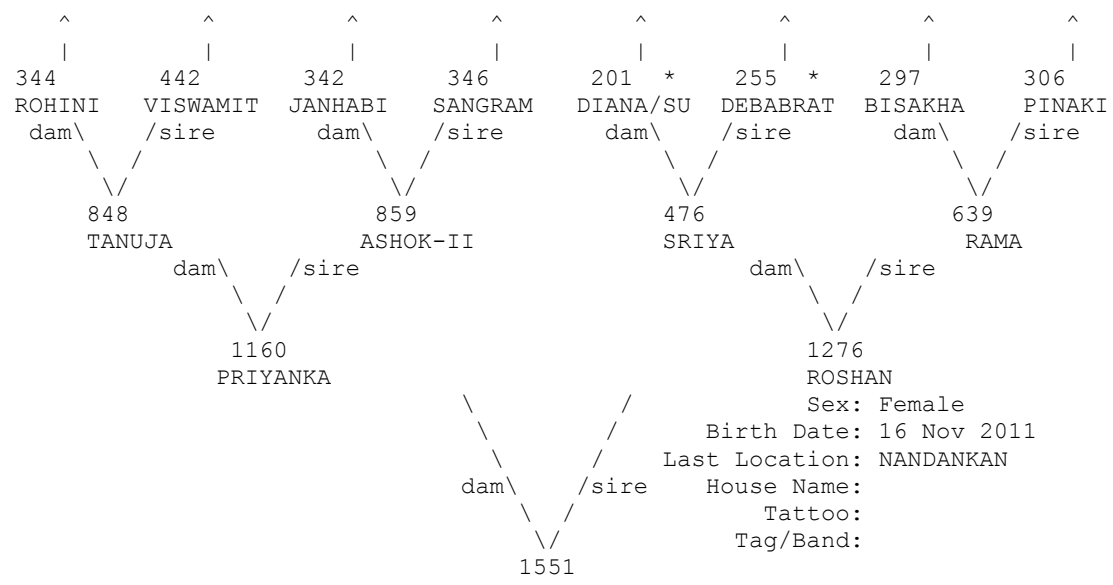 ^ ^ ^ ^ ^ ^ ^ ^
| | | | | | | |
344 442 342 346 201 * 255 * 297 306
ROHINI VISWAMIT JANHABI SANGRAM DIANA/SU DEBABRAT BISAKHA PINAKI
dam\ /sire dam\ /sire dam\ /sire dam\ /sire
\ / \ / \ / \ /
\/ \/ \/ \/
848 859 476 639
TANUJA ASHOK-II SRIYA RAMA
dam\ /sire dam\ /sire
\ / \ /
\/ \/
1160 1276
PRIYANKA ROSHAN
\ / Sex: Female
\ / Birth Date: 16 Nov 2011
\ / Last Location: NANDANKAN
dam\ /sire House Name:
\ / Tattoo:
\/ Tag/Band:
1551